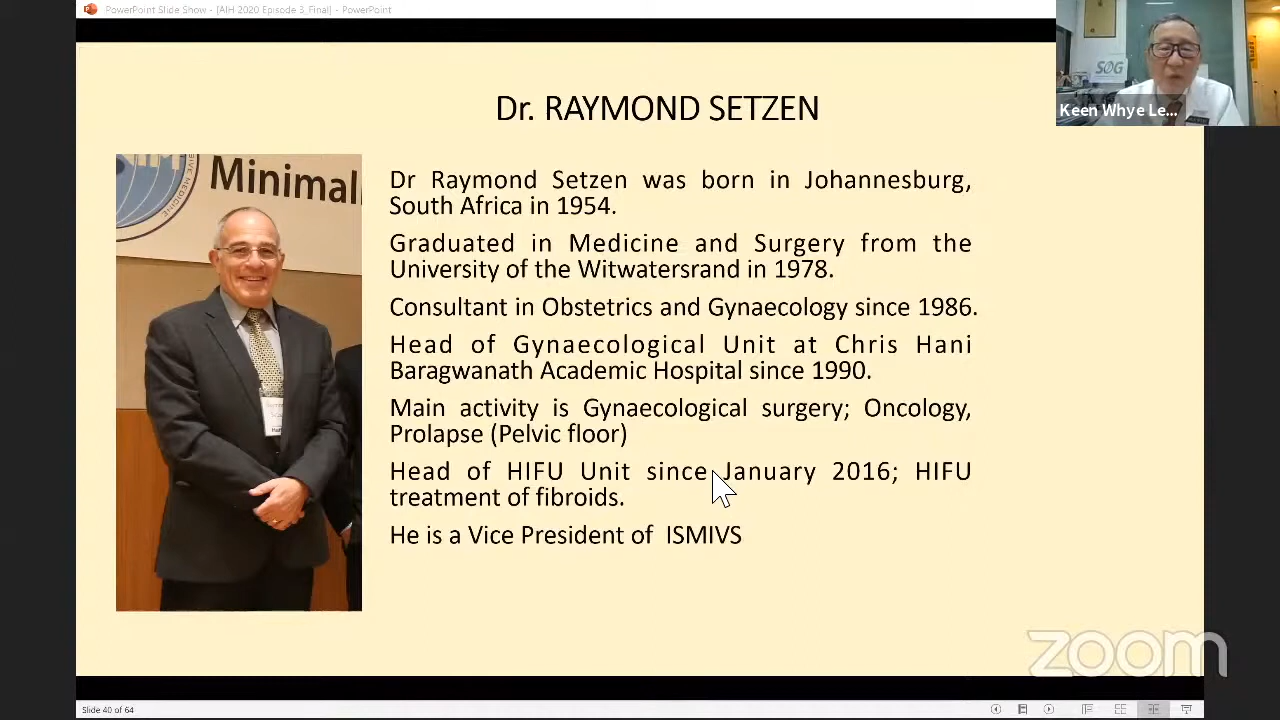 PowerPoint Slide Show - [AIH 2020 Episode 3_Final] - PowerPoint
SOG
Keen Whye Le...
Dr. RAYMOND SETZEN
Minimal
Dr Raymond Setzen was born in Johannesburg,
South Africa in 1954.
Graduated in Medicine and Surgery from the
University of the Witwatersrand in 1978.
Consultant in Obstetrics and Gynaecology since 1986.
Head of Gynaecological Unit at Chris Hani
Baragwanath Academic Hospital since 1990.
Main activity is Gynaecological surgery; Oncology,
Prolapse (Pelvic floor)
Head of HIFU Unit since January 2016; HIFU
treatment of fibroids.
He is a Vice President of ISMIVS
zoom
Slide 40 of 64